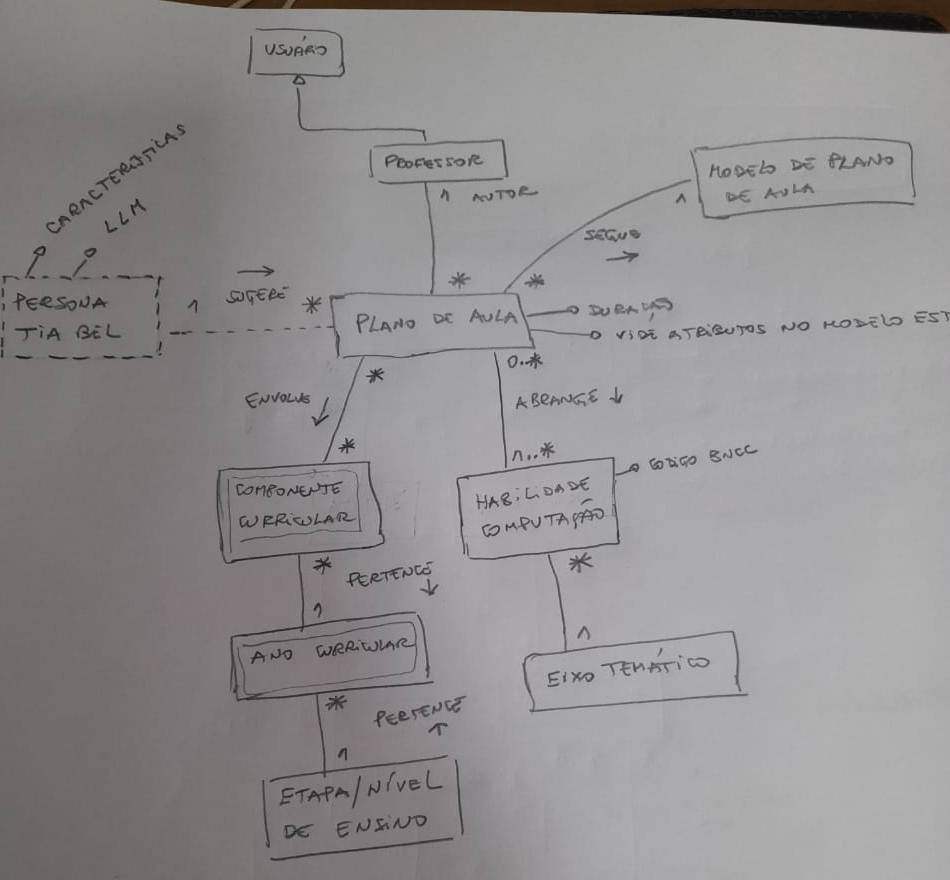 USUÁRIO
PROFESSOR
1 AUTOR
*
MODELO DE PLANO
DE AULA
1
SEGUE
→
*
CARACTERÍSTICAS
LLM
PERSONA
TIA BEL
1
→
SUGERE
*
PLANO DE AULA
DURAÇÃO
VIDE ATRIBUTOS NO MODELO EST
*
ENVOLVE ↓
*
0..*
ABRANGE ↓
1..*
COMPONENTE
CURRICULAR
HABILIDADE
COMPUTAÇÃO
CÓDIGO BNCC
*
PERTENCE ↓
1
*
1
ANO CURRICULAR
EIXO TEMÁTICO
*
PERTENCE ↑
1
ETAPA/NÍVEL
DE ENSINO